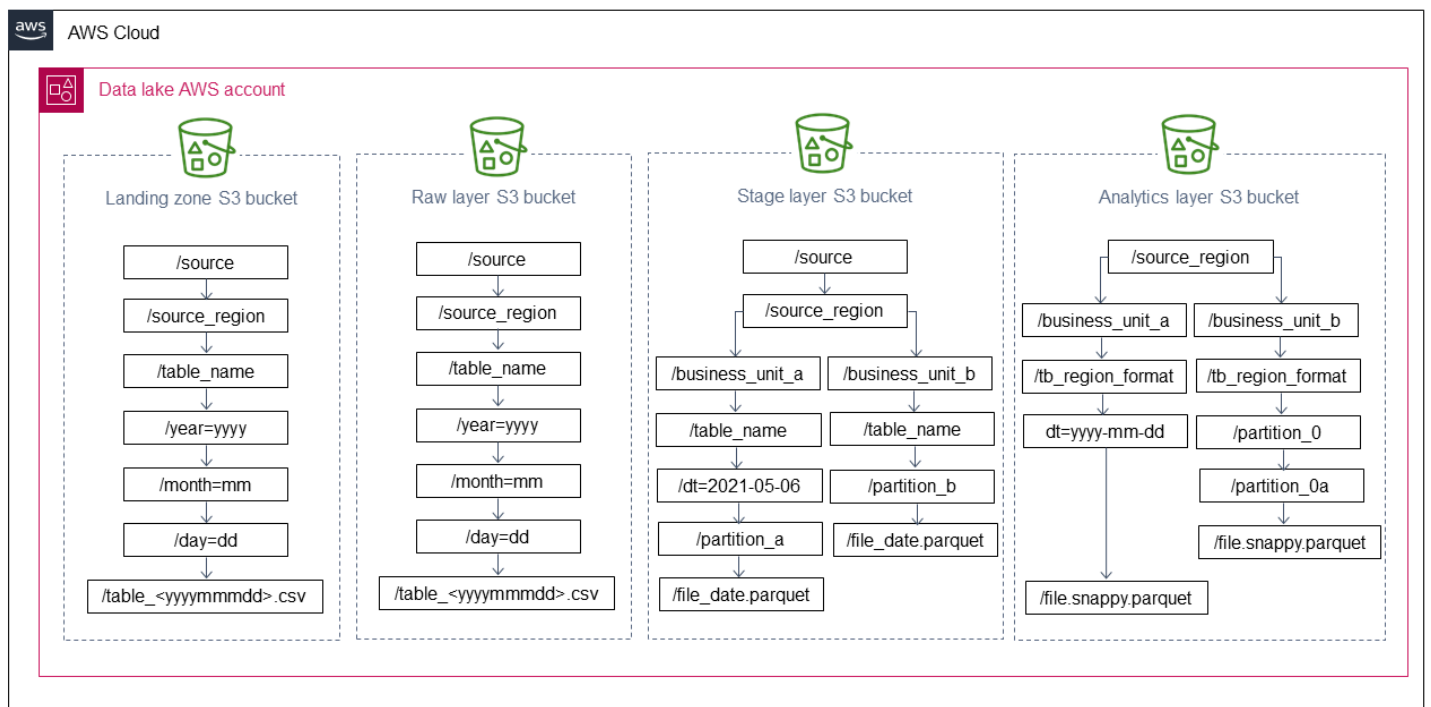 aws
AWS Cloud
Data lake AWS account
Landing zone S3 bucket
/source
/source_region
/table_name
/year=yyyy
/month=mm
/day=dd
/table_<yyyymmmdd>.csv
Raw layer S3 bucket
/source
/source_region
/table_name
/year=yyyy
/month=mm
/day=dd
/table_<yyyymmmdd>.csv
Stage layer S3 bucket
/source
/source_region
/business_unit_a
/table_name
/dt=2021-05-06
/partition_a
/file_date.parquet
/business_unit_b
/table_name
/partition_b
/file_date.parquet
Analytics layer S3 bucket
/source_region
/business_unit_a
/tb_region_format
dt=yyyy-mm-dd
/file.snappy.parquet
/business_unit_b
/tb_region_format
/partition_0
/partition_0a
/file.snappy.parquet